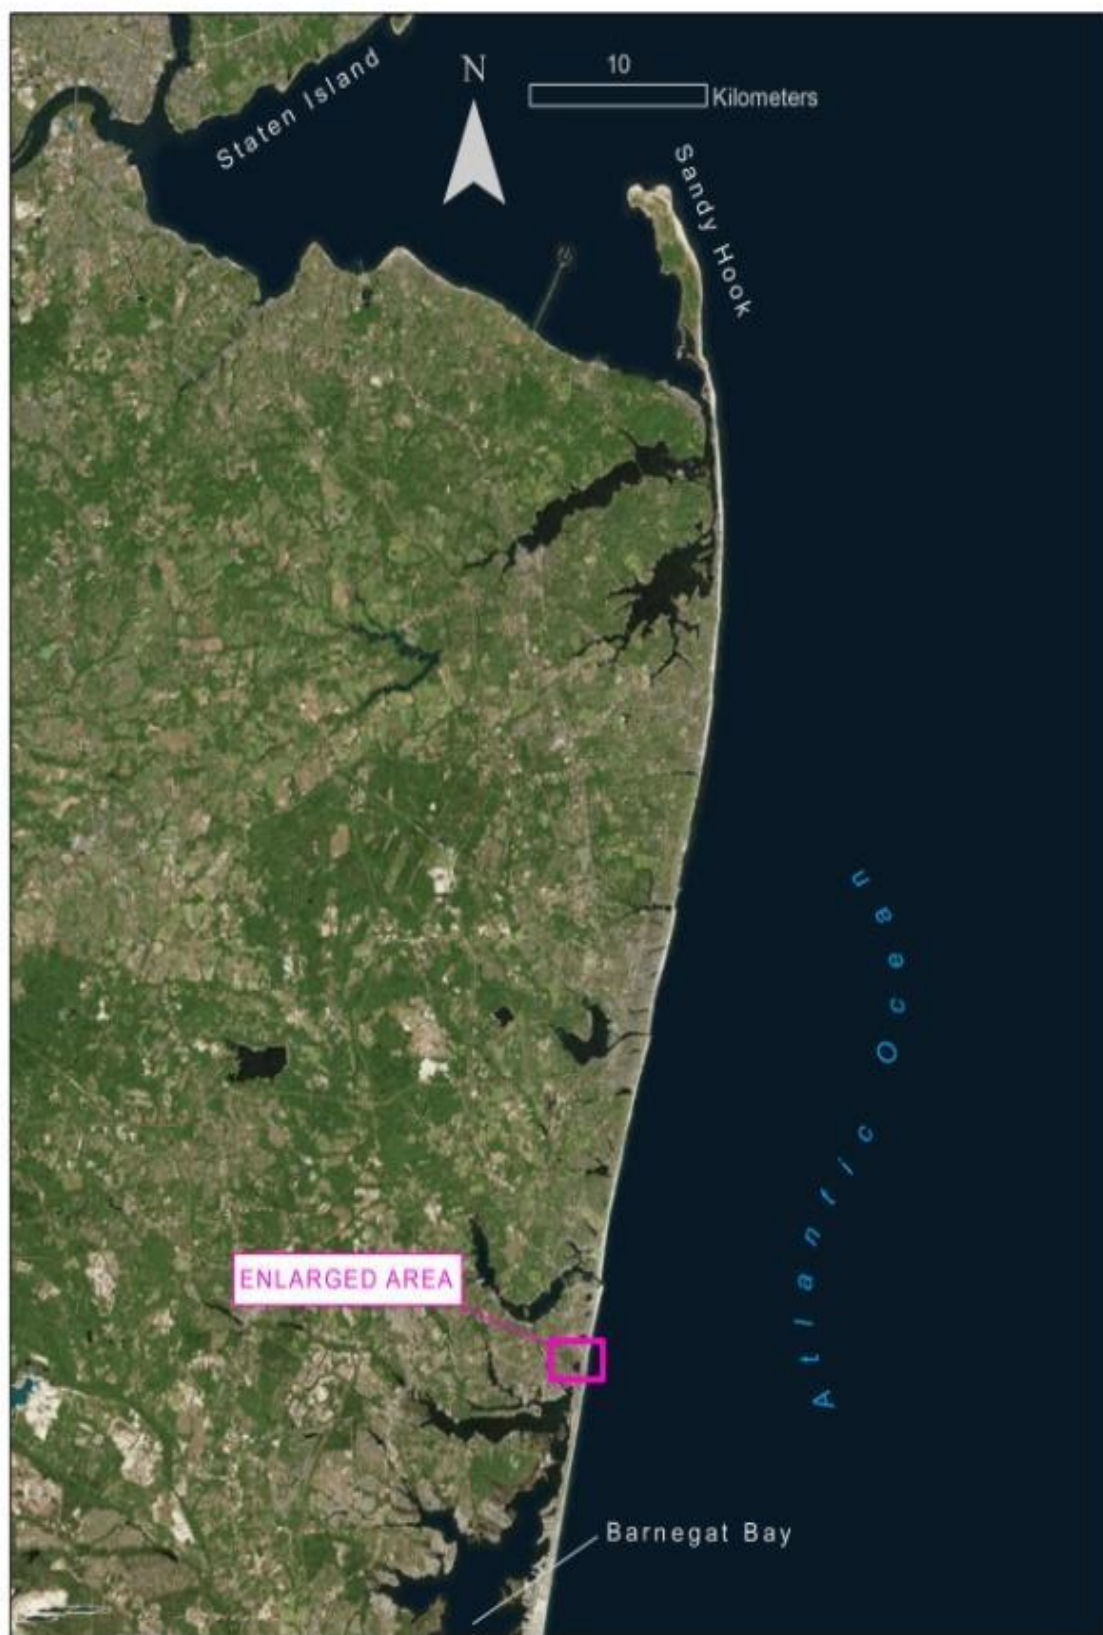 Staten Island
N
10
Kilometers
Sandy Hook
Atlantic Ocean
ENLARGED AREA
Barnegat Bay